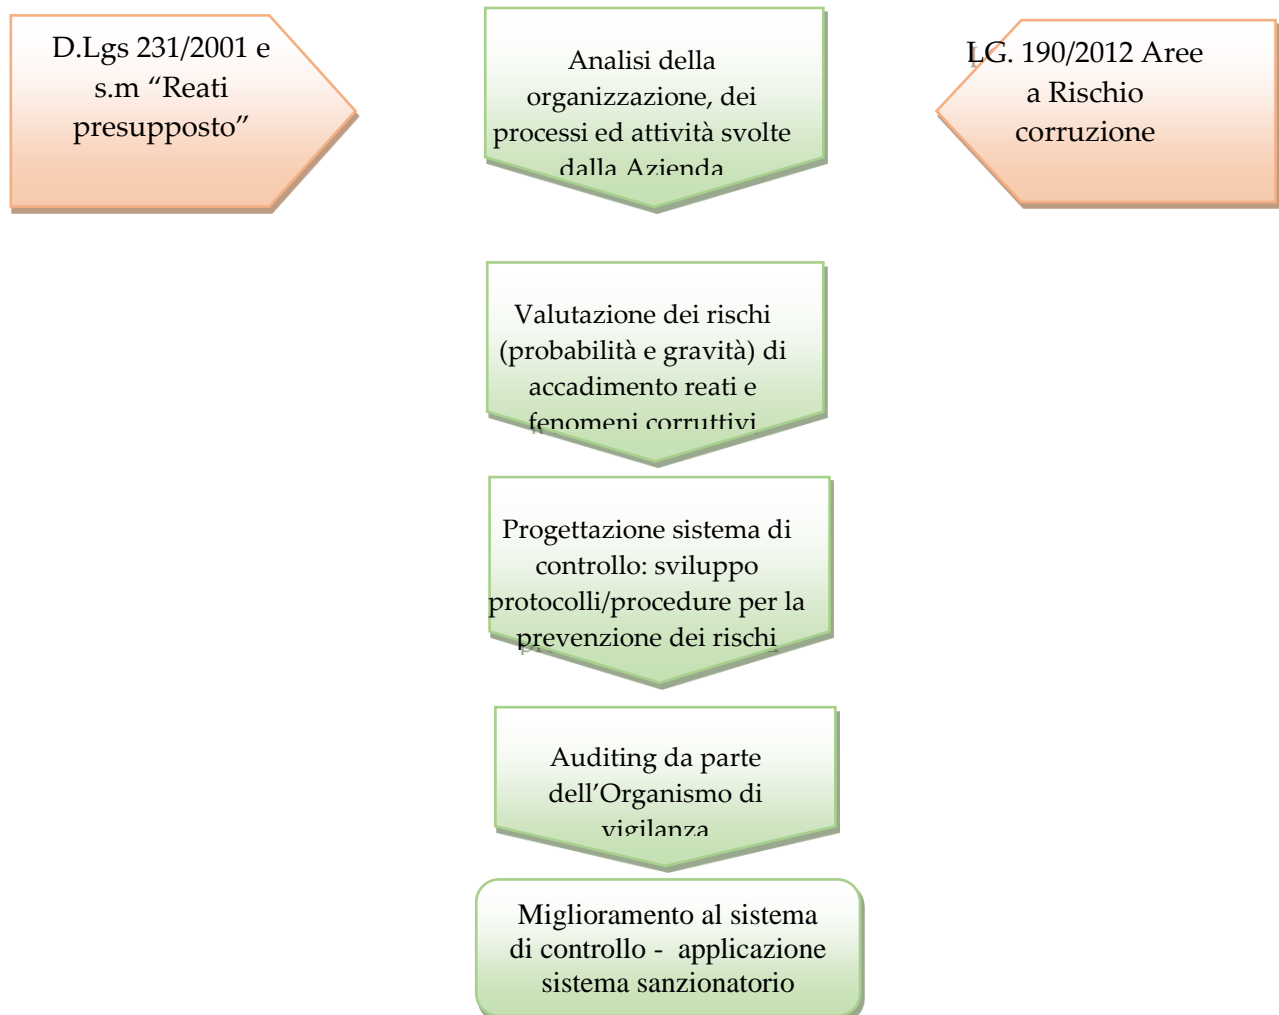 D.Lgs 231/2001 e
s.m “Reati
presupposto”
Analisi della
organizzazione, dei
processi ed attività svolte
dalla Azienda
LG. 190/2012 Aree
a Rischio
corruzione
Valutazione dei rischi
(probabilità e gravità) di
accadimento reati e
fenomeni corruttivi
Progettazione sistema di
controllo: sviluppo
protocolli/procedure per la
prevenzione dei rischi
Auditing da parte
dell’Organismo di
vigilanza
Miglioramento al sistema
di controllo - applicazione
sistema sanzionatorio